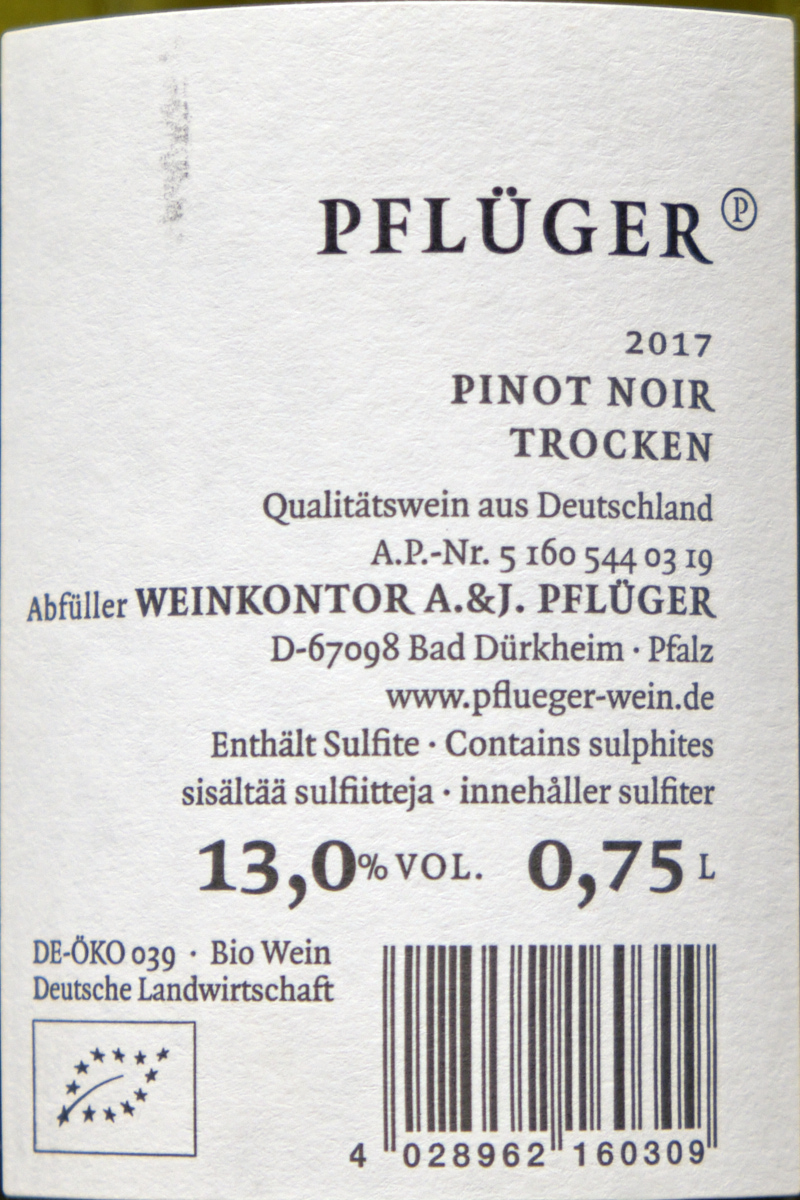 PFLÜGER Ⓟ
2017
PINOT NOIR
TROCKEN
Qualitätswein aus Deutschland
A.P.-Nr. 5 160 544 03 19
Abfüller WEINKONTOR A.&J. PFLÜGER
D-67098 Bad Dürkheim · Pfalz
www.pflueger-wein.de
Enthält Sulfite · Contains sulphites
sisältää sulfiitteja · innehåller sulfiter
13,0% VOL. 0,75 L
DE-ÖKO 039 · Bio Wein
Deutsche Landwirtschaft
4 028962 160309